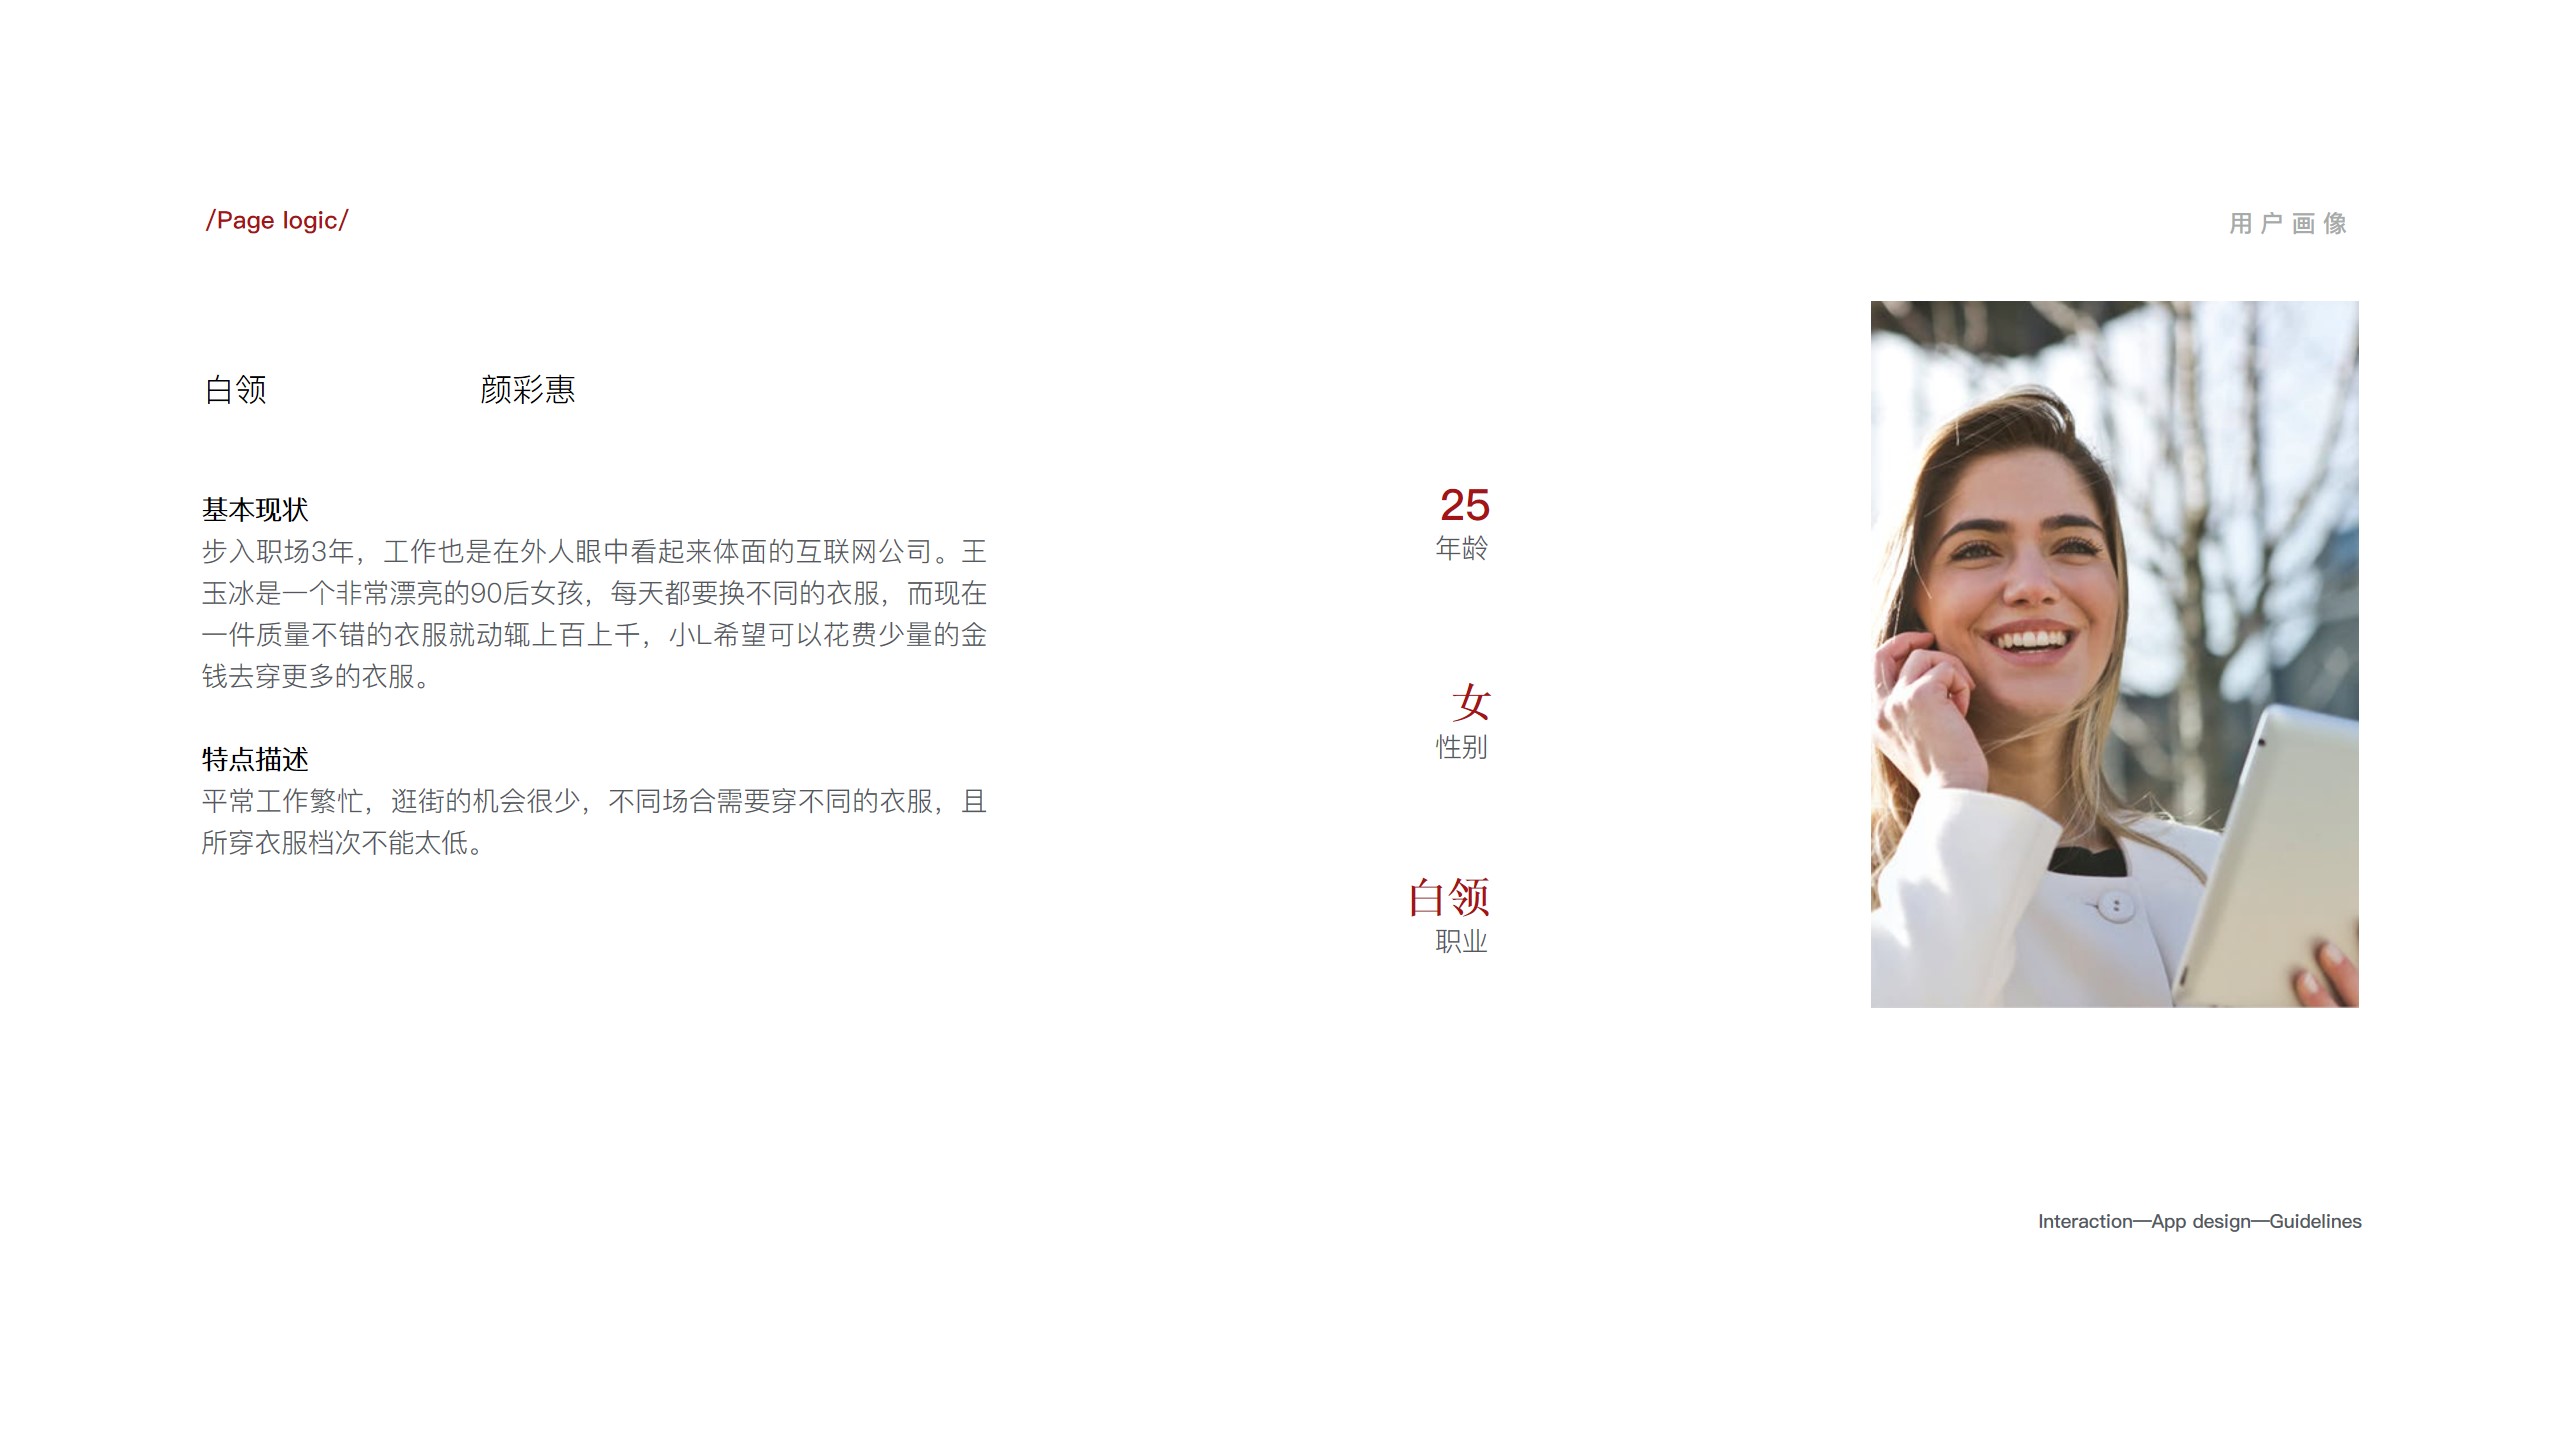 /Page logic/
用户画像
白领 颜彩惠
基本现状
步入职场3年，工作也是在外人眼中看起来体面的互联网公司。王
玉冰是一个非常漂亮的90后女孩，每天都要换不同的衣服，而现在
一件质量不错的衣服就动辄上百上千，小L希望可以花费少量的金
钱去穿更多的衣服。
特点描述
平常工作繁忙，逛街的机会很少，不同场合需要穿不同的衣服，且
所穿衣服档次不能太低。
25
年龄
女
性别
白领
职业
Interaction—App design—Guidelines